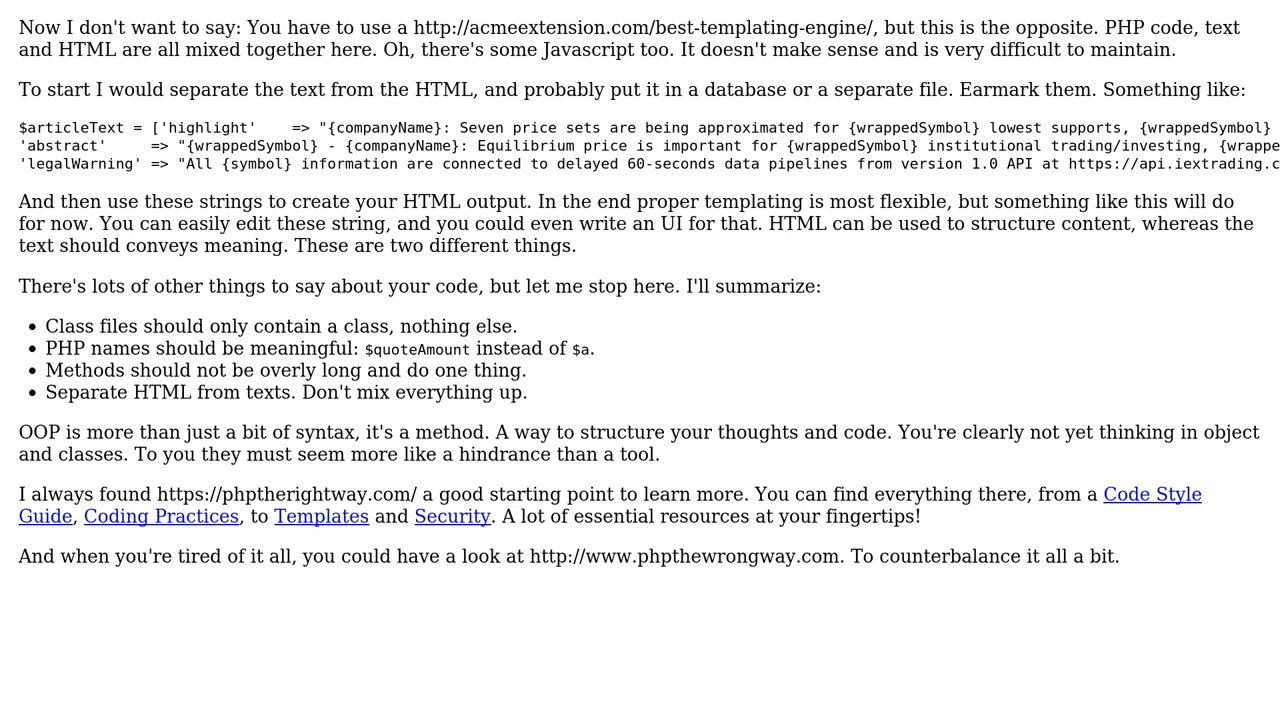 Now I don't want to say: You have to use a http://acmeextension.com/best-templating-engine/, but this is the opposite. PHP code, text
and HTML are all mixed together here. Oh, there's some Javascript too. It doesn't make sense and is very difficult to maintain.
To start I would separate the text from the HTML, and probably put it in a database or a separate file. Earmark them. Something like:
$articleText = ['highlight'    => "{companyName}: Seven price sets are being approximated for {wrappedSymbol} lowest supports, {wrappedSymbol}
'abstract'     => "{wrappedSymbol} - {companyName}: Equilibrium price is important for {wrappedSymbol} institutional trading/investing, {wrappe
'legalWarning' => "All {symbol} information are connected to delayed 60-seconds data pipelines from version 1.0 API at https://api.iextrading.c
And then use these strings to create your HTML output. In the end proper templating is most flexible, but something like this will do
for now. You can easily edit these string, and you could even write an UI for that. HTML can be used to structure content, whereas the
text should conveys meaning. These are two different things.
There's lots of other things to say about your code, but let me stop here. I'll summarize:
• Class files should only contain a class, nothing else.
• PHP names should be meaningful: $quoteAmount instead of $a.
• Methods should not be overly long and do one thing.
• Separate HTML from texts. Don't mix everything up.
OOP is more than just a bit of syntax, it's a method. A way to structure your thoughts and code. You're clearly not yet thinking in object
and classes. To you they must seem more like a hindrance than a tool.
I always found https://phptherightway.com/ a good starting point to learn more. You can find everything there, from a Code Style
Guide, Coding Practices, to Templates and Security. A lot of essential resources at your fingertips!
And when you're tired of it all, you could have a look at http://www.phpthewrongway.com. To counterbalance it all a bit.